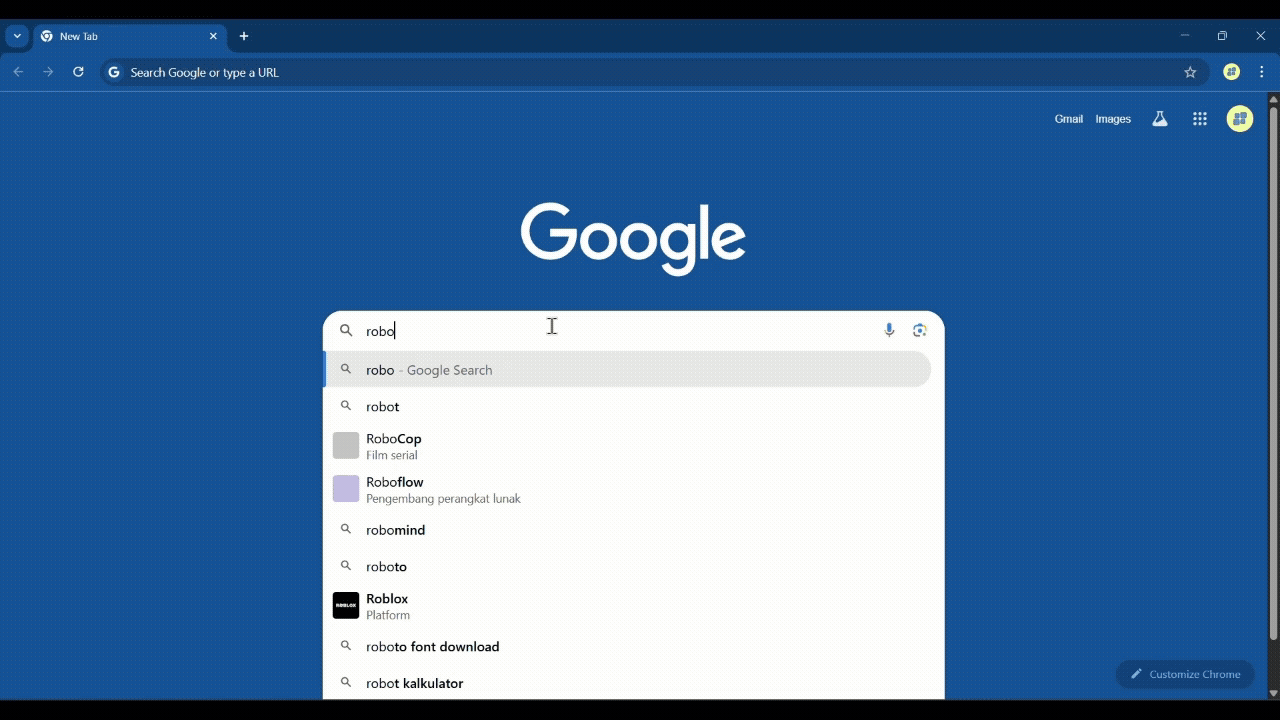 New Tab
Search Google or type a URL
Gmail Images
Google
robo
robo - Google Search
robot
RoboCop
Film serial
Roboflow
Pengembang perangkat lunak
robomind
roboto
ROBLOX
Roblox
Platform
roboto font download
robot kalkulator
Customize Chrome